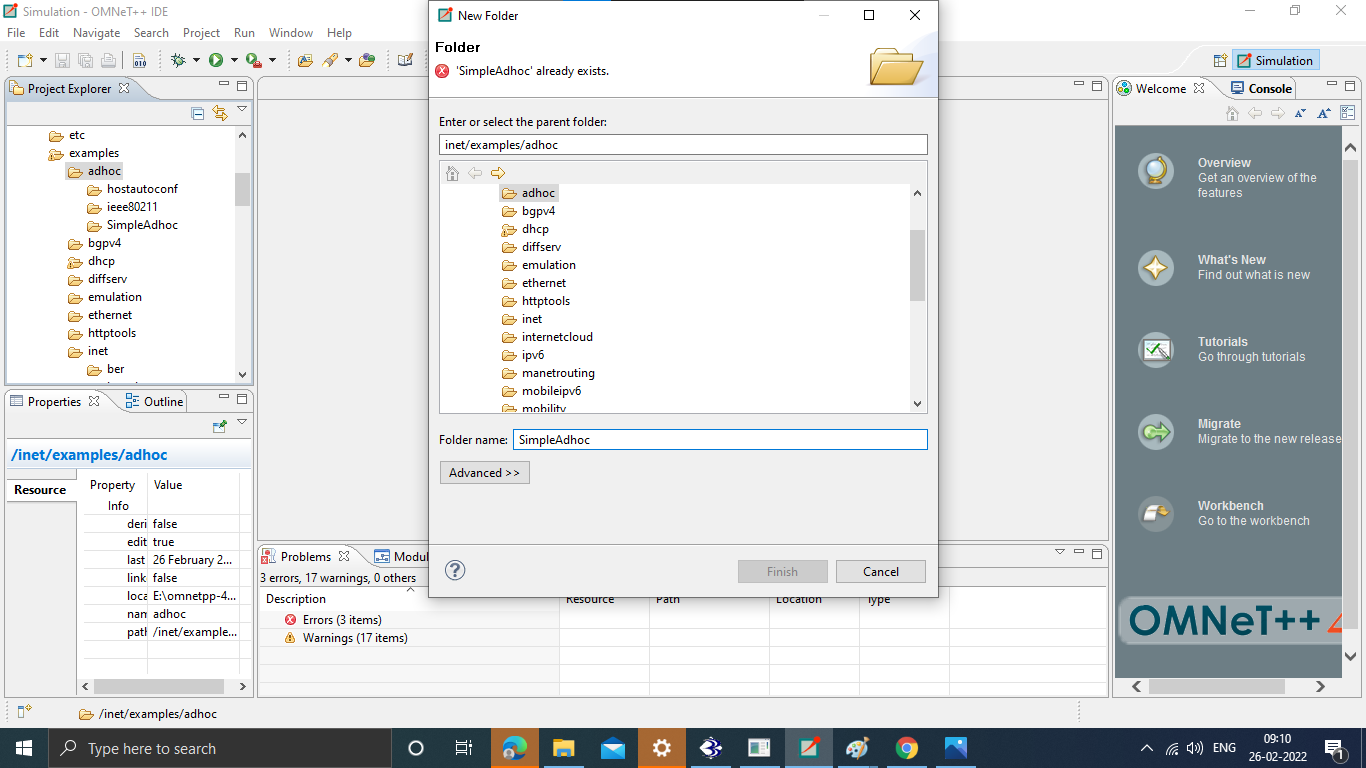 Simulation - OMNeT++ IDE
File Edit Navigate Search Project Run Window Help
Simulation
Project Explorer
etc
examples
adhoc
hostautoconf
ieee80211
SimpleAdhoc
bgpv4
dhcp
diffserv
emulation
ethernet
httptools
inet
ber
Properties
Outline
/inet/examples/adhoc
Resource
Property Value
Info
deri false
edit true
last 26 February 2...
link false
loca E:\omnetpp-4...
nam adhoc
path /inet/example...
New Folder
Folder
'SimpleAdhoc' already exists.
Enter or select the parent folder:
inet/examples/adhoc
adhoc
bgpv4
dhcp
diffserv
emulation
ethernet
httptools
inet
internetcloud
ipv6
manetrouting
mobileipv6
mobility
Folder name: SimpleAdhoc
Advanced >>
Finish Cancel
Problems
Modul
3 errors, 17 warnings, 0 others
Description Resource Path Location Type
Errors (3 items)
Warnings (17 items)
Welcome
Console
Overview
Get an overview of the
features
What's New
Find out what is new
Tutorials
Go through tutorials
Migrate
Migrate to the new release
Workbench
Go to the workbench
OMNeT++ 4
/inet/examples/adhoc
Type here to search
ENG
09:10
26-02-2022
1